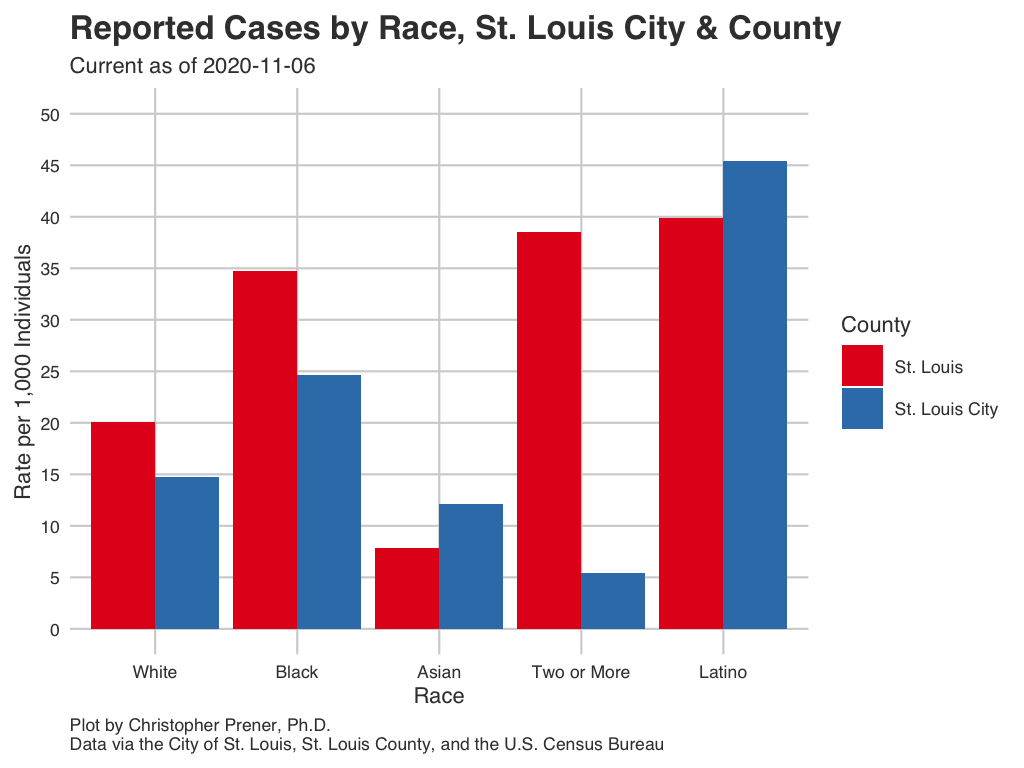 Reported Cases by Race, St. Louis City & County
Current as of 2020-11-06
Rate per 1,000 Individuals
50
45
40
35
30
25
20
15
10
5
0
White
Black
Asian
Two or More
Latino
Race
County
St. Louis
St. Louis City
Plot by Christopher Prener, Ph.D.
Data via the City of St. Louis, St. Louis County, and the U.S. Census Bureau